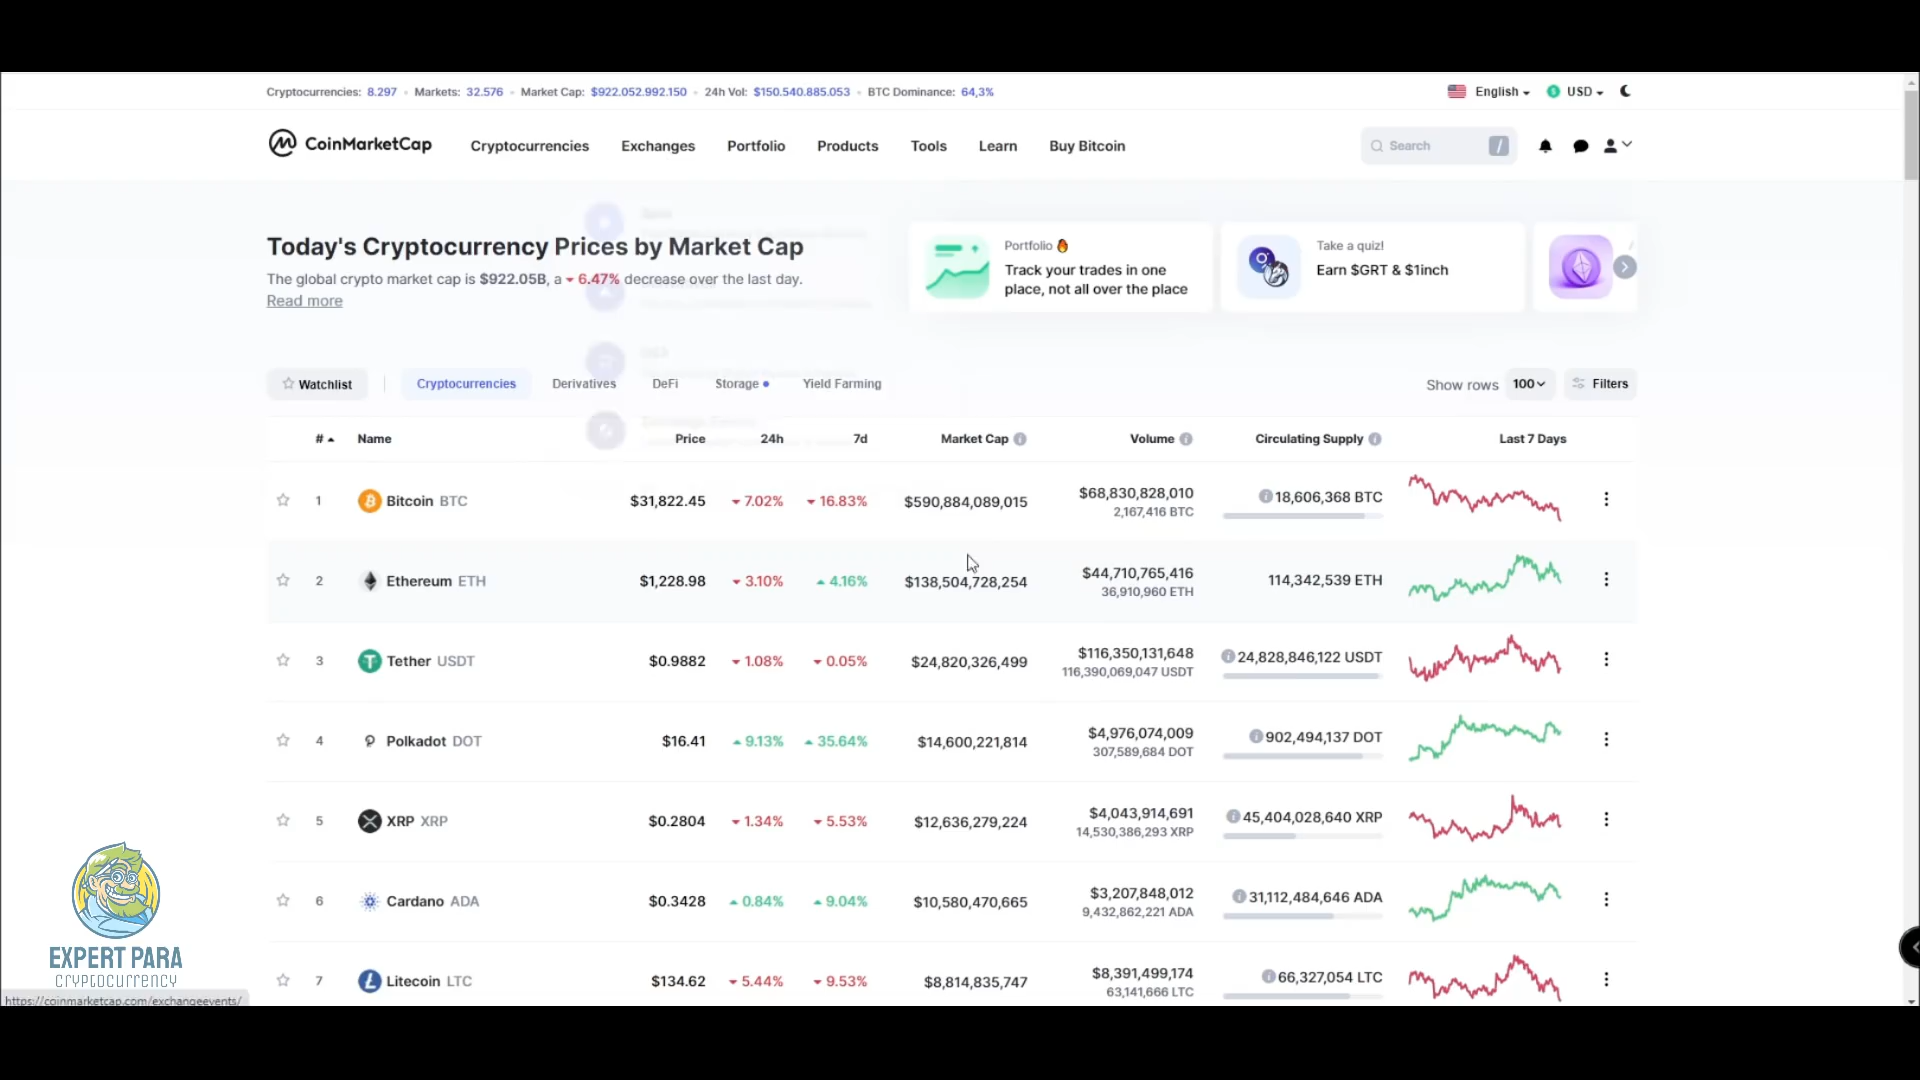 Cryptocurrencies: 8.297 • Markets: 32.576 • Market Cap: $922.052.992.150 • 24h Vol: $150.540.885.053 • BTC Dominance: 64,3%
English USD
CoinMarketCap Cryptocurrencies Exchanges Portfolio Products Tools Learn Buy Bitcoin Search /
Today's Cryptocurrency Prices by Market Cap
The global crypto market cap is $922.05B, a 6.47% decrease over the last day.
Read more
Portfolio
Track your trades in one
place, not all over the place
Take a quiz!
Earn $GRT & $1inch
Watchlist Cryptocurrencies Derivatives DeFi Storage Yield Farming Show rows 100 Filters
# Name Price 24h 7d Market Cap Volume Circulating Supply Last 7 Days
1 Bitcoin BTC $31,822.45 7.02% 16.83% $590,884,089,015 $68,830,828,010 18,606,368 BTC
2,167,416 BTC
2 Ethereum ETH $1,228.98 3.10% 4.16% $138,504,728,254 $44,710,765,416 114,342,539 ETH
36,910,960 ETH
3 Tether USDT $0.9882 1.08% 0.05% $24,820,326,499 $116,350,131,648 24,828,846,122 USDT
116,390,069,047 USDT
4 Polkadot DOT $16.41 9.13% 35.64% $14,600,221,814 $4,976,074,009 902,494,137 DOT
307,589,684 DOT
5 XRP XRP $0.2804 1.34% 5.53% $12,636,279,224 $4,043,914,691 45,404,028,640 XRP
14,530,386,293 XRP
6 Cardano ADA $0.3428 0.84% 9.04% $10,580,470,665 $3,207,848,012 31,112,484,646 ADA
9,432,862,221 ADA
7 Litecoin LTC $134.62 5.44% 9.53% $8,814,835,747 $8,391,499,174 66,327,054 LTC
63,141,666 LTC
EXPERT PARA
CRYPTOCURRENCY
https://coinmarketcap.com/exchangeevents/